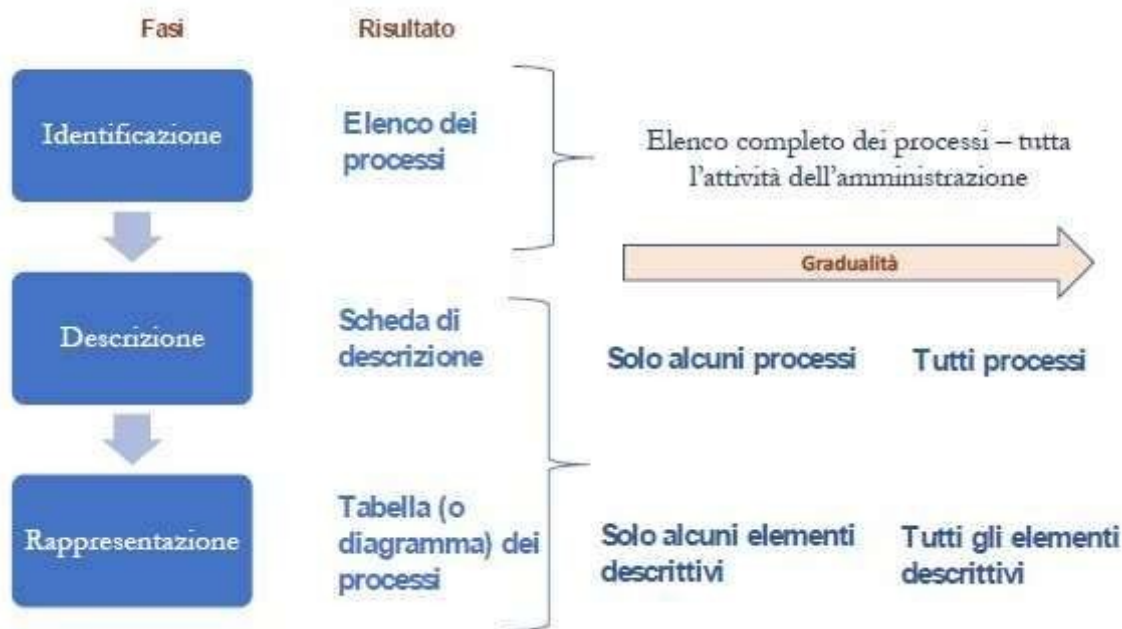 Fasi
Risultato
Identificazione
Elenco dei
processi
Elenco completo dei processi – tutta
l'attività dell'amministrazione
Gradualità
Descrizione
Scheda di
descrizione
Solo alcuni processi
Tutti processi
Rappresentazione
Tabella (o
diagramma) dei
processi
Solo alcuni elementi
descrittivi
Tutti gli elementi
descrittivi